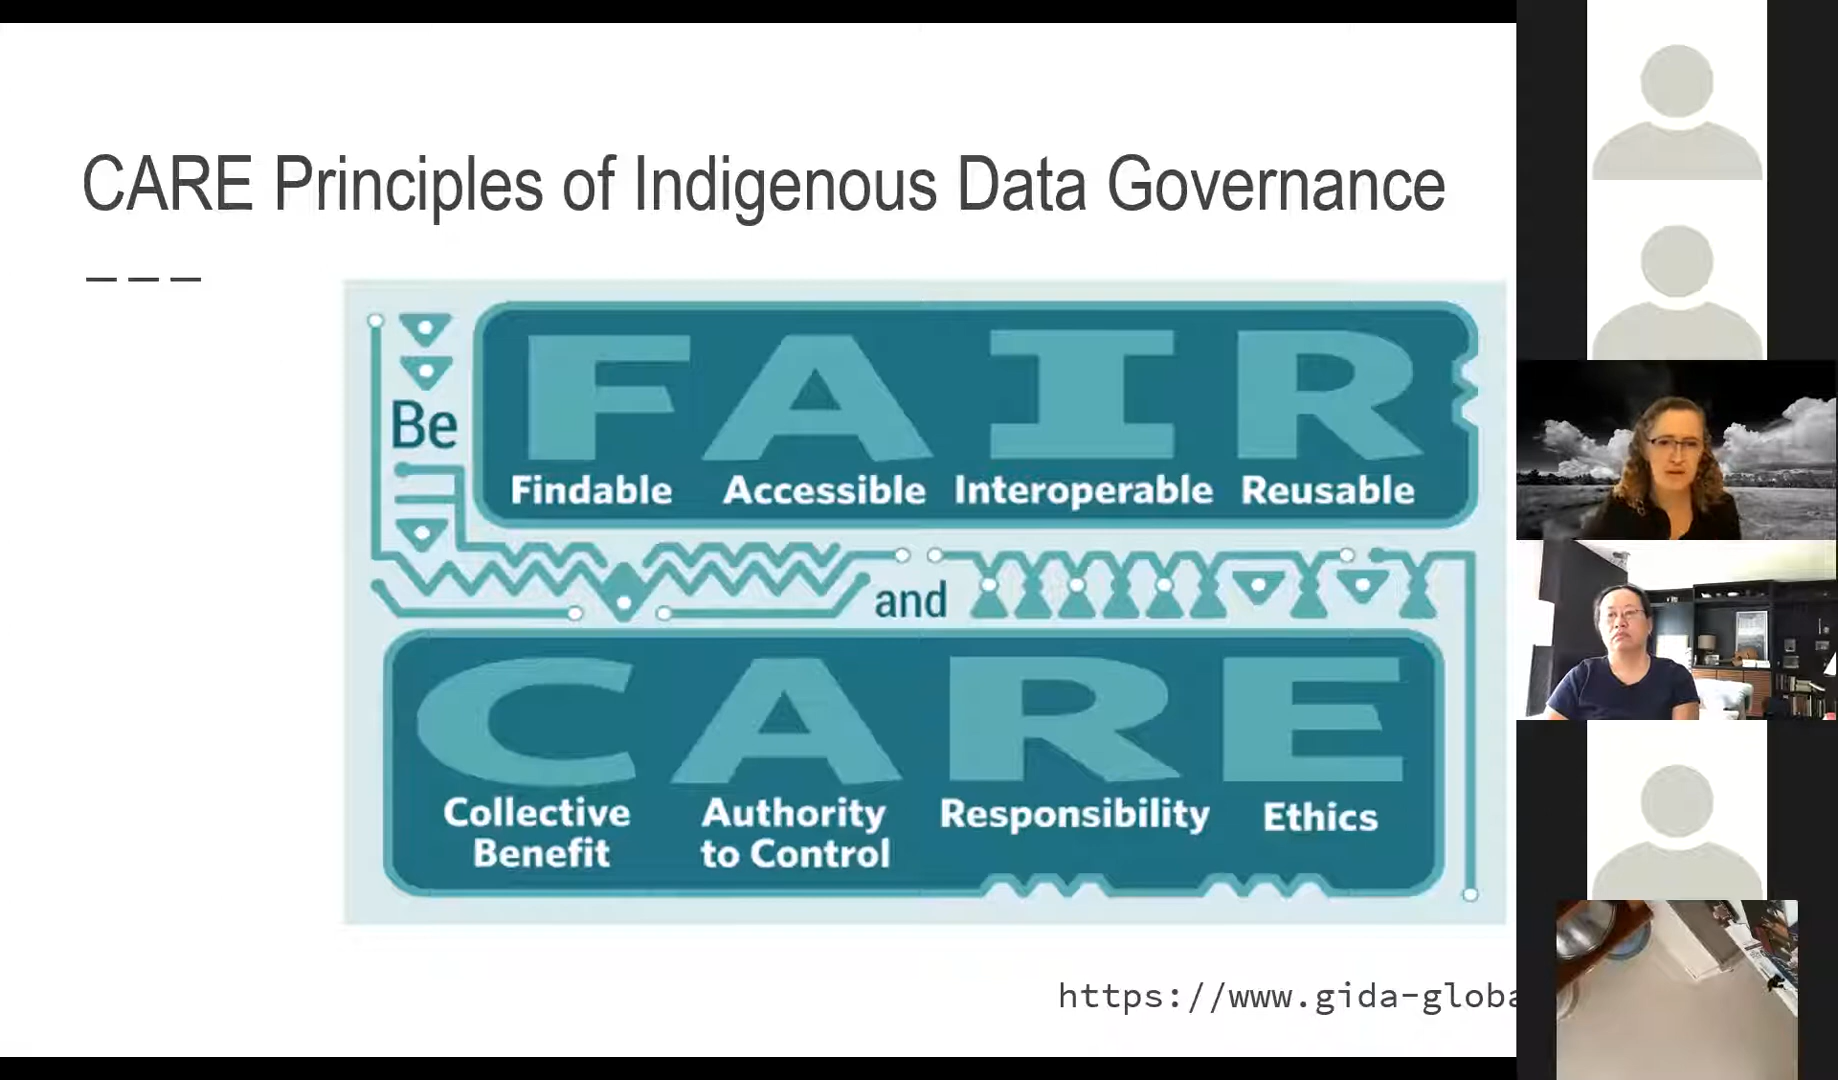 CARE Principles of Indigenous Data Governance
Be
FAIR
Findable Accessible Interoperable Reusable
and
CARE
Collective Benefit
Authority to Control
Responsibility
Ethics
https://www.gida-globa